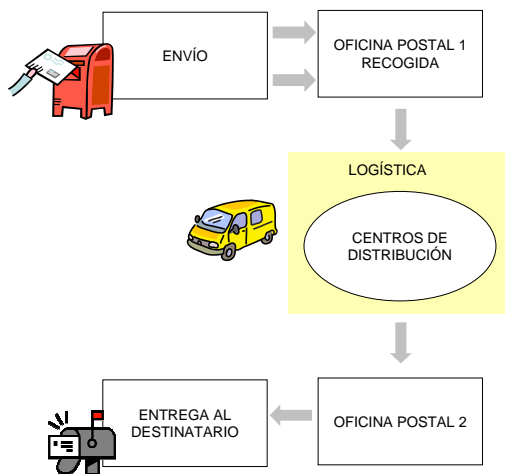 ENVÍO
OFICINA POSTAL 1
RECOGIDA
LOGÍSTICA
CENTROS DE
DISTRIBUCIÓN
OFICINA POSTAL 2
ENTREGA AL
DESTINATARIO